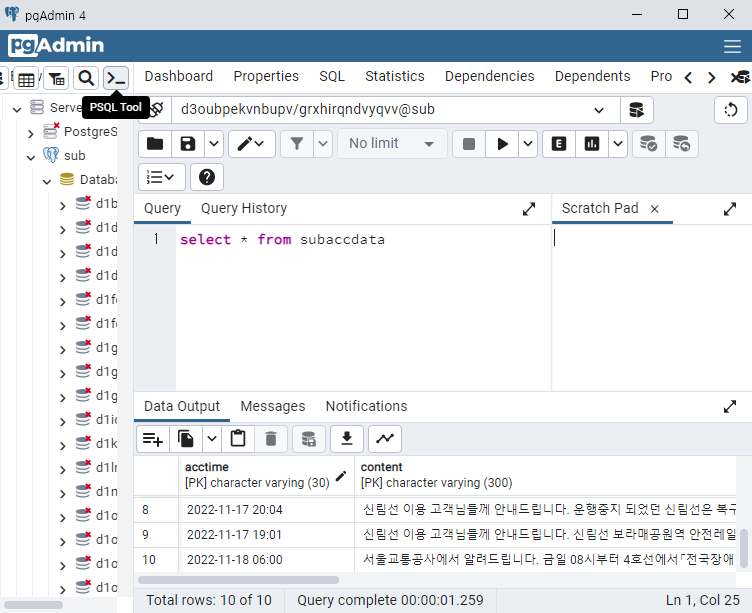 pgAdmin 4
pgAdmin
Dashboard Properties SQL Statistics Dependencies Dependents Pro
PSQL Tool
d3oubpekvnbupv/grxhirqndvyqvv@sub
Serve
PostgreS
sub
Databa
d1b
d1d
d1d
d1d
d1f
d1f
d1g
d1g
d1g
d1i
d1k
d1lr
d1n
d1o
d1o
d1o
d1o
No limit
E
Query Query History
Scratch Pad
1 select * from subaccdata
Data Output Messages Notifications
acctime
[PK] character varying (30)
content
[PK] character varying (300)
8 2022-11-17 20:04 신림선 이용 고객님들께 안내드립니다. 운행중지 되었던 신림선은 복구
9 2022-11-17 19:01 신림선 이용 고객님들께 안내드립니다. 신림선 보라매공원역 안전레일
10 2022-11-18 06:00 서울교통공사에서 알려드립니다. 금일 08시부터 4호선에서 「전국장애
Total rows: 10 of 10 Query complete 00:00:01.259 Ln 1, Col 25